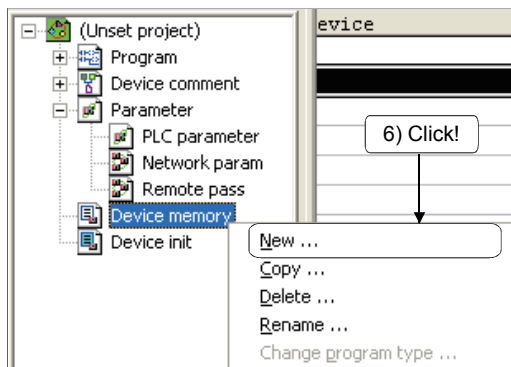 (Unset project)
Program
Device comment
Parameter
PLC parameter
Network param
Remote pass
Device memory
Device init
evice
6) Click!
New ...
Copy ...
Delete ...
Rename ...
Change program type ...